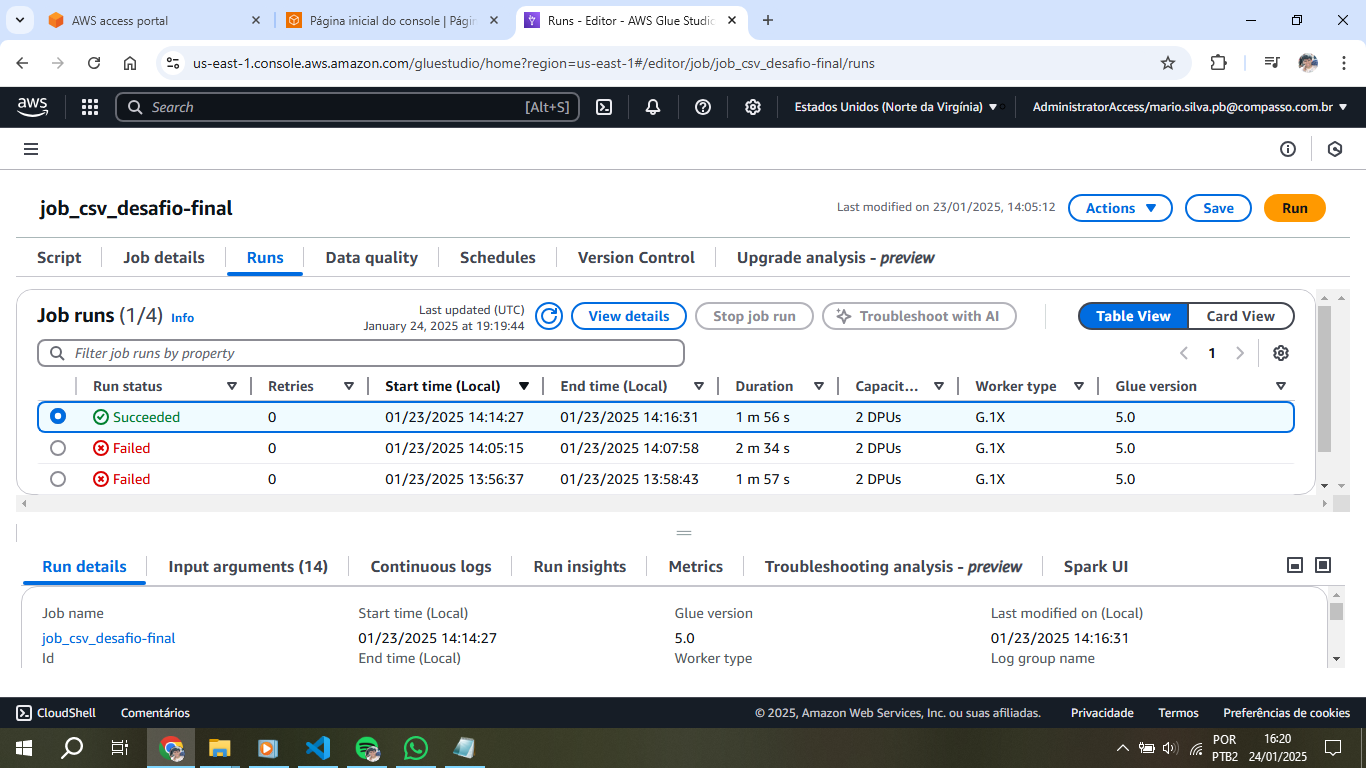 AWS access portal
Página inicial do console | Págin
Runs - Editor - AWS Glue Studio
us-east-1.console.aws.amazon.com/gluestudio/home?region=us-east-1#/editor/job/job_csv_desafio-final/runs
aws
Search [Alt+S]
Estados Unidos (Norte da Virgínia)
AdministratorAccess/mario.silva.pb@compasso.com.br
job_csv_desafio-final
Last modified on 23/01/2025, 14:05:12
Actions
Save
Run
Script Job details Runs Data quality Schedules Version Control Upgrade analysis - preview
Job runs (1/4) Info
Last updated (UTC)
January 24, 2025 at 19:19:44
View details
Stop job run
Troubleshoot with AI
Table View
Card View
Filter job runs by property
1
Run status Retries Start time (Local) End time (Local) Duration Capacit... Worker type Glue version
Succeeded 0 01/23/2025 14:14:27 01/23/2025 14:16:31 1 m 56 s 2 DPUs G.1X 5.0
Failed 0 01/23/2025 14:05:15 01/23/2025 14:07:58 2 m 34 s 2 DPUs G.1X 5.0
Failed 0 01/23/2025 13:56:37 01/23/2025 13:58:43 1 m 57 s 2 DPUs G.1X 5.0
Run details Input arguments (14) Continuous logs Run insights Metrics Troubleshooting analysis - preview Spark UI
Job name Start time (Local) Glue version Last modified on (Local)
job_csv_desafio-final 01/23/2025 14:14:27 5.0 01/23/2025 14:16:31
Id End time (Local) Worker type Log group name
CloudShell Comentários © 2025, Amazon Web Services, Inc. ou suas afiliadas. Privacidade Termos Preferências de cookies
POR 16:20
PTB2 24/01/2025